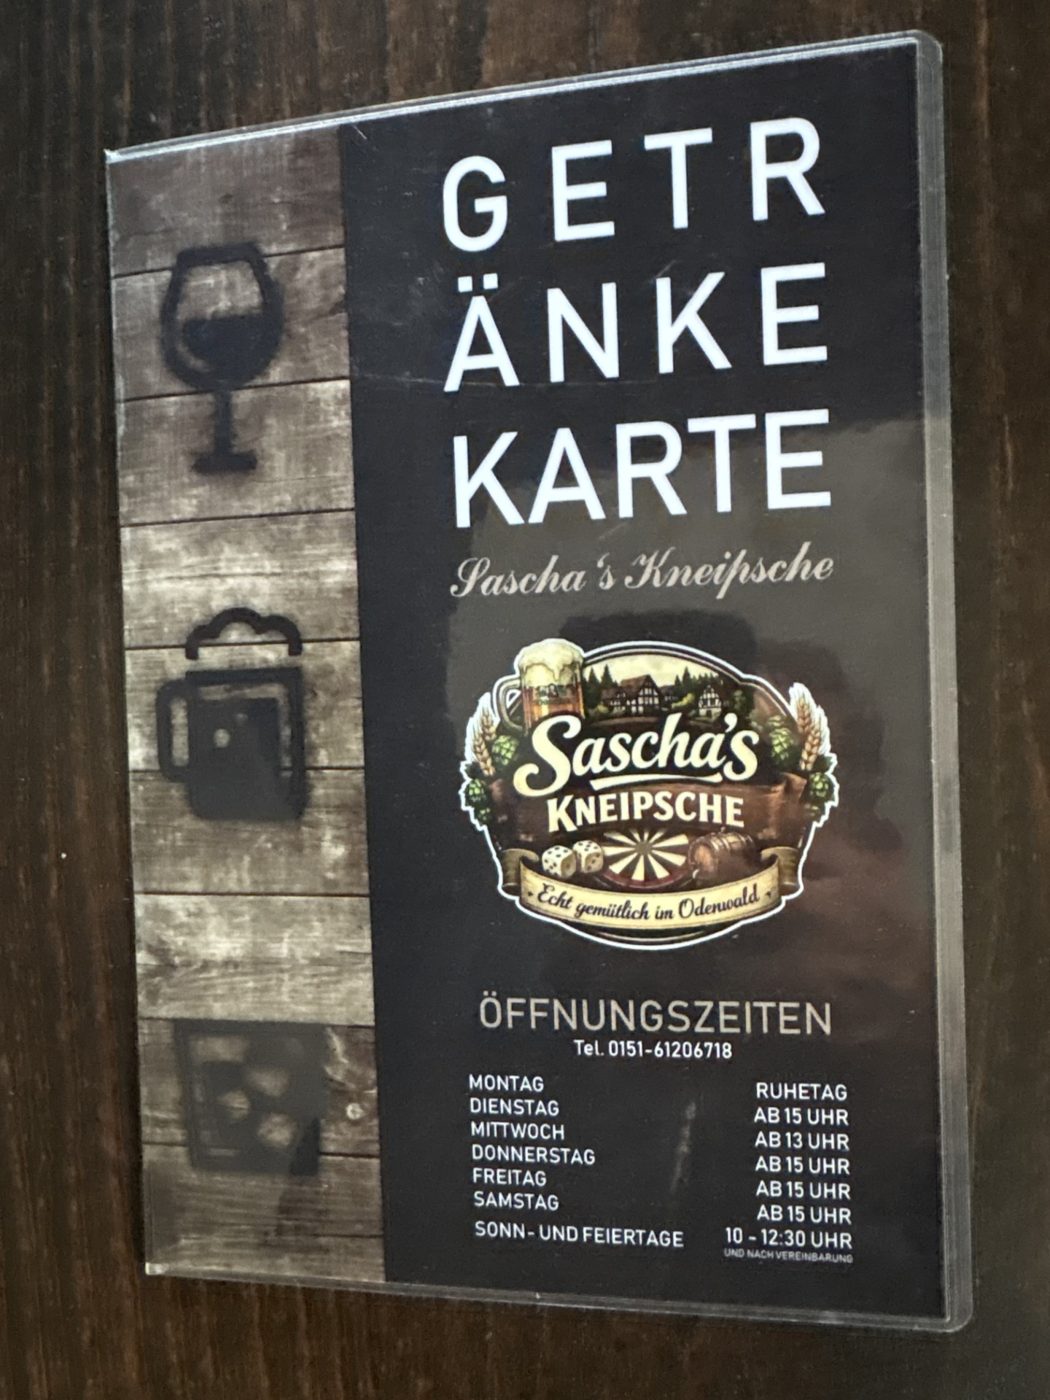 GETR
ÄNKE
KARTE
Sascha's Kneipsche
Sascha's
KNEIPSCHE
Echt gemütlich im Odenwald
ÖFFNUNGSZEITEN
Tel. 0151-61206718
MONTAG RUHETAG
DIENSTAG AB 15 UHR
MITTWOCH AB 13 UHR
DONNERSTAG AB 15 UHR
FREITAG AB 15 UHR
SAMSTAG AB 15 UHR
SONN- UND FEIERTAGE 10 - 12:30 UHR
UND NACH VEREINBARUNG